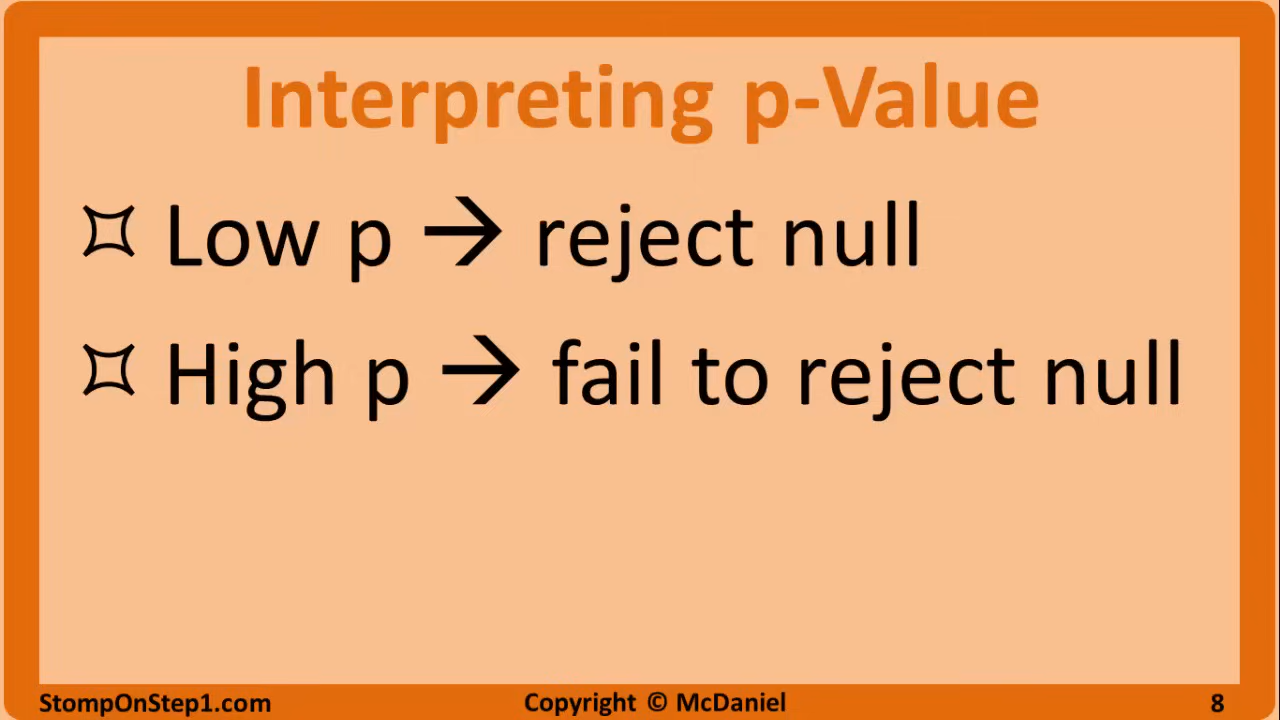 Interpreting p-Value
Low p → reject null
High p → fail to reject null
StompOnStep1.com
Copyright © McDaniel
8